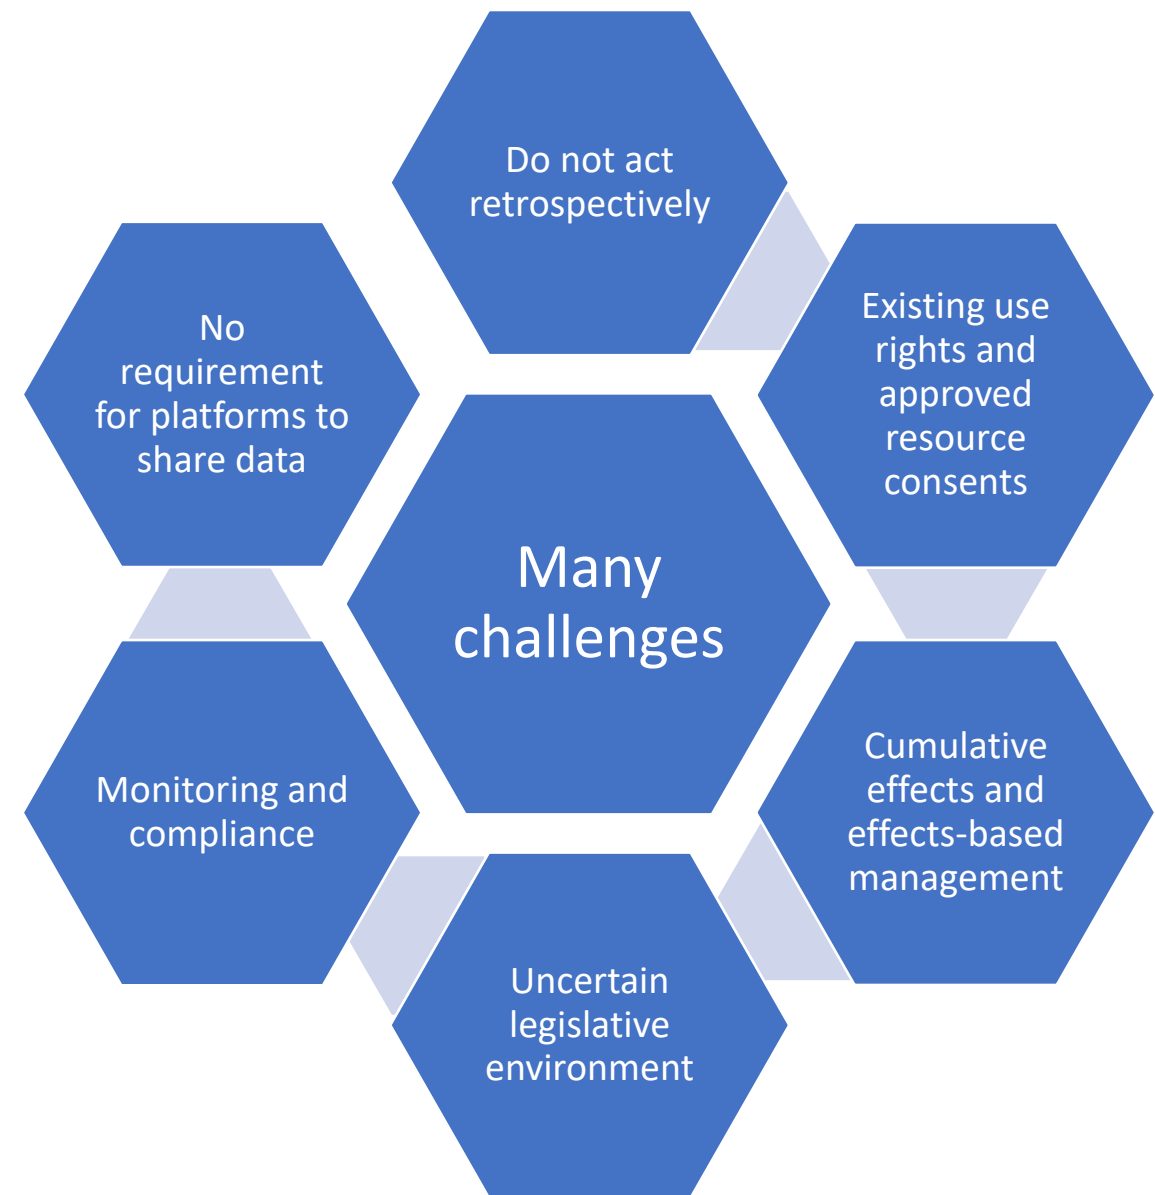 Do not act
retrospectively
Existing use
rights and
approved
resource
consents
Cumulative
effects and
effects-based
management
Uncertain
legislative
environment
Monitoring and
compliance
No
requirement
for platforms to
share data
Many
challenges